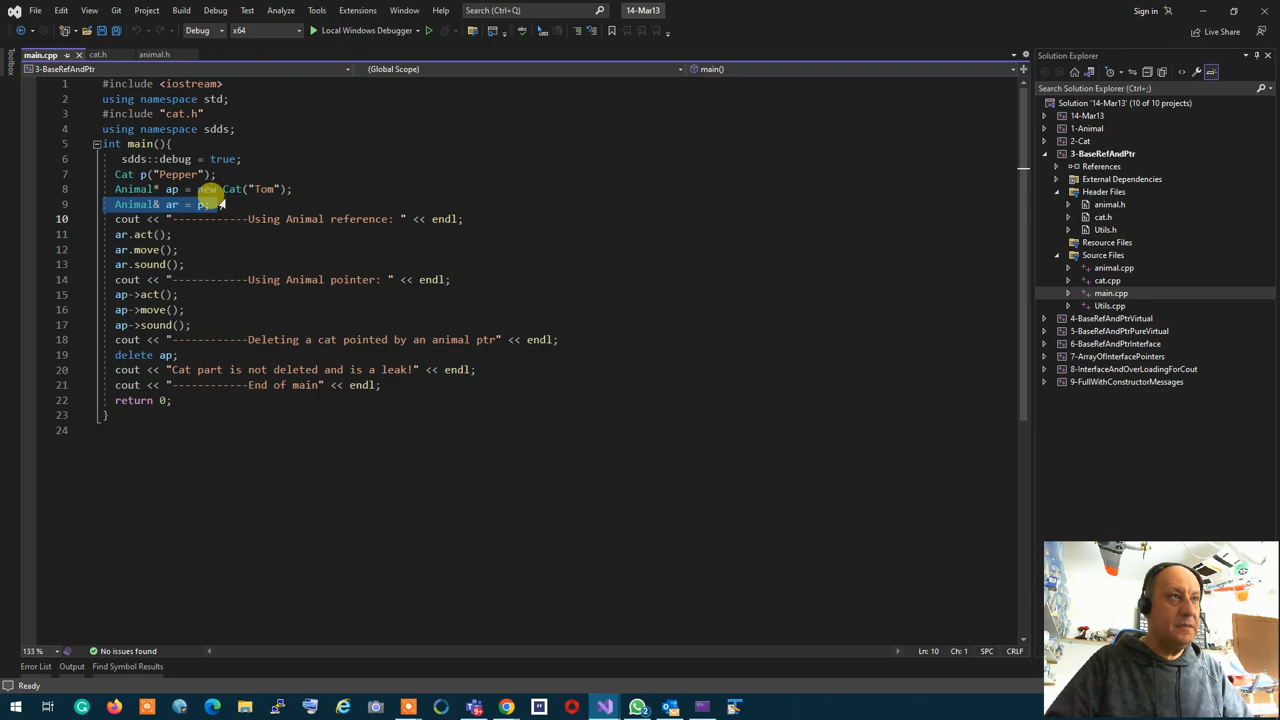 File Edit View Git Project Build Debug Test Analyze Tools Extensions Window Help Search (Ctrl+Q) 14-Mar13 Sign in
Debug x64 Local Windows Debugger Live Share
Toolbox
main.cpp cat.h animal.h
3-BaseRefAndPtr (Global Scope) main()
1 #include <iostream>
2 using namespace std;
3 #include "cat.h"
4 using namespace sdds;
5 int main(){
6 sdds::debug = true;
7 Cat p("Pepper");
8 Animal* ap = new Cat("Tom");
9 Animal& ar = p;
10 cout << "------------Using Animal reference: " << endl;
11 ar.act();
12 ar.move();
13 ar.sound();
14 cout << "------------Using Animal pointer: " << endl;
15 ap->act();
16 ap->move();
17 ap->sound();
18 cout << "------------Deleting a cat pointed by an animal ptr" << endl;
19 delete ap;
20 cout << "Cat part is not deleted and is a leak!" << endl;
21 cout << "------------End of main" << endl;
22 return 0;
23 }
24
133 % No issues found Ln: 10 Ch: 1 SPC CRLF
Error List Output Find Symbol Results
Ready
Solution Explorer
Search Solution Explorer (Ctrl+;)
Solution '14-Mar13' (10 of 10 projects)
14-Mar13
1-Animal
2-Cat
3-BaseRefAndPtr
References
External Dependencies
Header Files
animal.h
cat.h
Utils.h
Resource Files
Source Files
animal.cpp
cat.cpp
main.cpp
Utils.cpp
4-BaseRefAndPtrVirtual
5-BaseRefAndPtrPureVirtual
6-BaseRefAndPtrInterface
7-ArrayOfInterfacePointers
8-InterfaceAndOverLoadingForCout
9-FullWithConstructorMessages